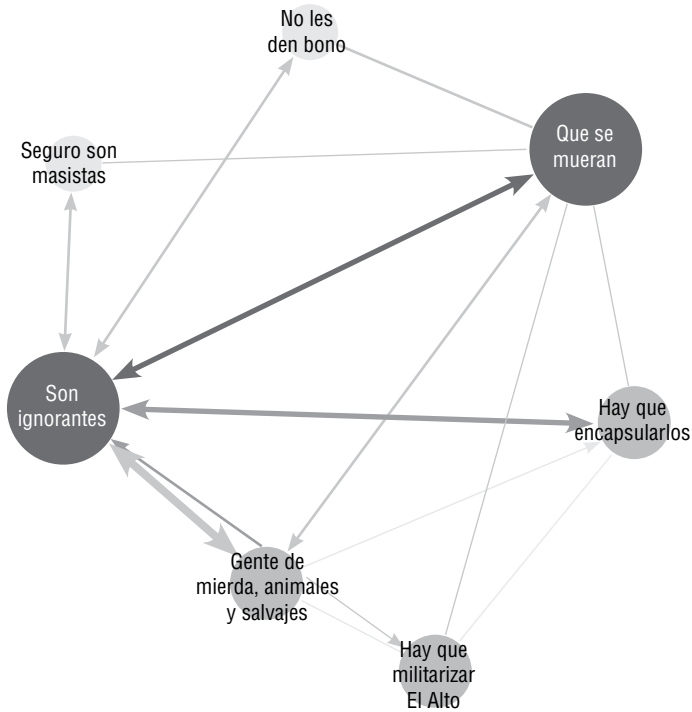 No les
den bono
Que se
mueran
Seguro son
masistas
Son
ignorantes
Hay que
encapsularlos
Gente de
mierda, animales
y salvajes
Hay que
militarizar
El Alto